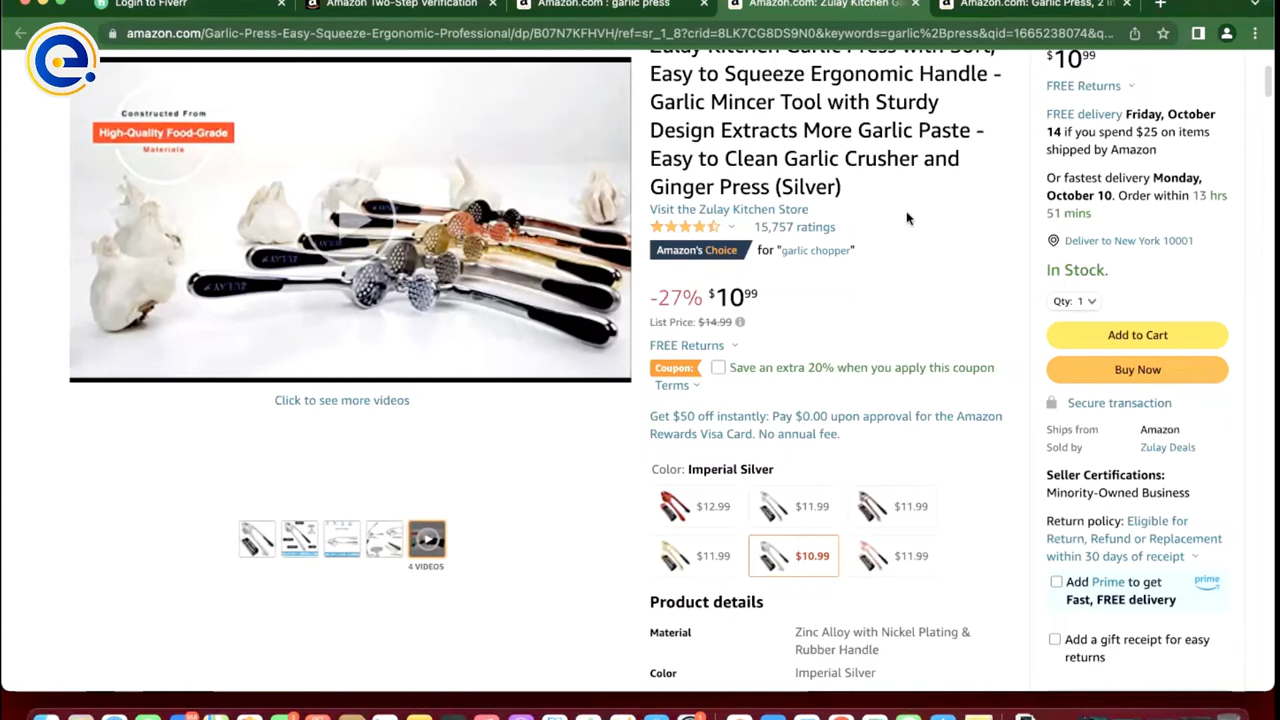 Login to Fiverr
Amazon Two-Step Verification
Amazon.com : garlic press
Amazon.com: Zulay Kitchen G
Amazon.com: Garlic Press, 2 i
amazon.com/Garlic-Press-Easy-Squeeze-Ergonomic-Professional/dp/B07N7KFHVH/ref=sr_1_8?crid=8LK7CG8DS9N0&keywords=garlic%2Bpress&qid=1665238074&q...
e
Constructed From
High-Quality Food-Grade
Materials
Zulay Kitchen Garlic Press with Soft,
Easy to Squeeze Ergonomic Handle -
Garlic Mincer Tool with Sturdy
Design Extracts More Garlic Paste -
Easy to Clean Garlic Crusher and
Ginger Press (Silver)
Visit the Zulay Kitchen Store
15,757 ratings
Amazon's Choice for "garlic chopper"
-27% $10 99
List Price: $14.99
FREE Returns
Coupon: Save an extra 20% when you apply this coupon
Terms
Get $50 off instantly: Pay $0.00 upon approval for the Amazon
Rewards Visa Card. No annual fee.
Color: Imperial Silver
$12.99 $11.99 $11.99
$11.99 $10.99 $11.99
Product details
Material Zinc Alloy with Nickel Plating &
Rubber Handle
Color Imperial Silver
Click to see more videos
4 VIDEOS
$10 99
FREE Returns
FREE delivery Friday, October
14 if you spend $25 on items
shipped by Amazon
Or fastest delivery Monday,
October 10. Order within 13 hrs
51 mins
Deliver to New York 10001
In Stock.
Qty: 1
Add to Cart
Buy Now
Secure transaction
Ships from Amazon
Sold by Zulay Deals
Seller Certifications:
Minority-Owned Business
Return policy: Eligible for
Return, Refund or Replacement
within 30 days of receipt
Add Prime to get prime
Fast, FREE delivery
Add a gift receipt for easy
returns